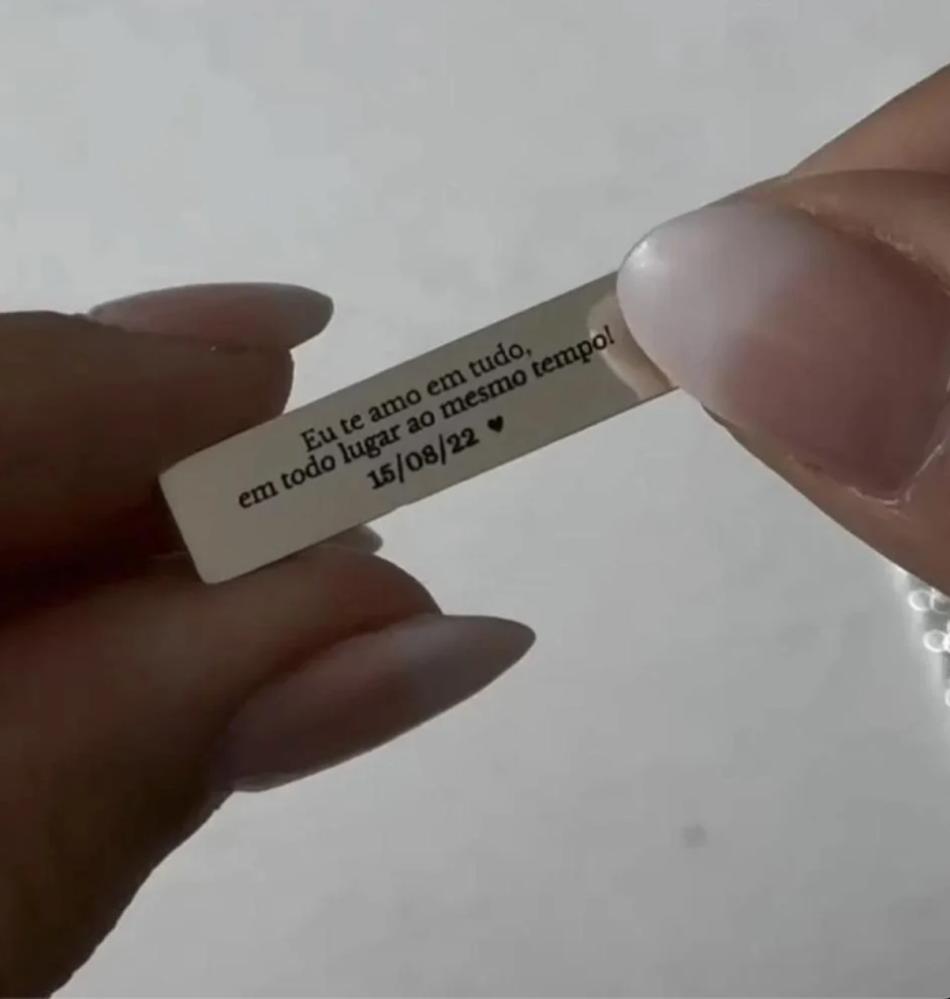 Eu te amo em tudo,
em todo lugar ao mesmo tempo!
15/08/22 ♥